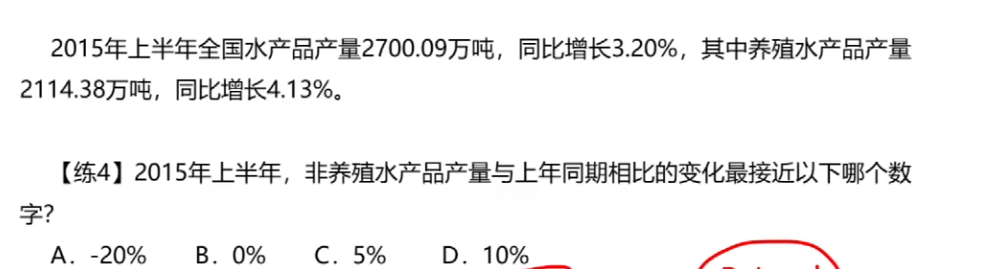 2015年上半年全国水产品产量2700.09万吨，同比增长3.20%，其中养殖水产品产量
2114.38万吨，同比增长4.13%。
【练4】2015年上半年，非养殖水产品产量与上年同期相比的变化最接近以下哪个数
字?
A. -20% B. 0% C. 5% D. 10%